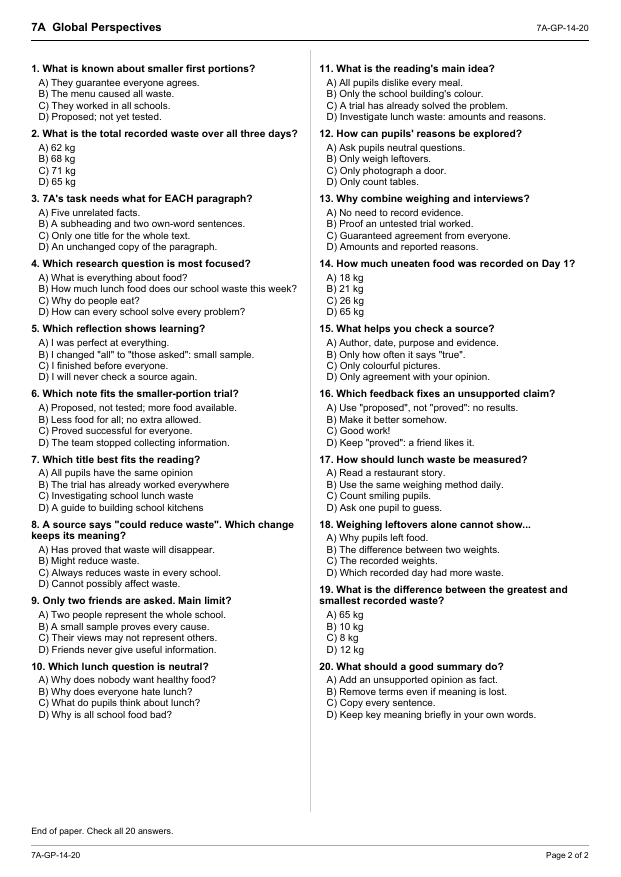 7A Global Perspectives
7A-GP-14-20
1. What is known about smaller first portions?
A) They guarantee everyone agrees.
B) The menu caused all waste.
C) They worked in all schools.
D) Proposed; not yet tested.
2. What is the total recorded waste over all three days?
A) 62 kg
B) 68 kg
C) 71 kg
D) 65 kg
3. 7A's task needs what for EACH paragraph?
A) Five unrelated facts.
B) A subheading and two own-word sentences.
C) Only one title for the whole text.
D) An unchanged copy of the paragraph.
4. Which research question is most focused?
A) What is everything about food?
B) How much lunch food does our school waste this week?
C) Why do people eat?
D) How can every school solve every problem?
5. Which reflection shows learning?
A) I was perfect at everything.
B) I changed "all" to "those asked": small sample.
C) I finished before everyone.
D) I will never check a source again.
6. Which note fits the smaller-portion trial?
A) Proposed, not tested; more food available.
B) Less food for all; no extra allowed.
C) Proved successful for everyone.
D) The team stopped collecting information.
7. Which title best fits the reading?
A) All pupils have the same opinion
B) The trial has already worked everywhere
C) Investigating school lunch waste
D) A guide to building school kitchens
8. A source says "could reduce waste". Which change
keeps its meaning?
A) Has proved that waste will disappear.
B) Might reduce waste.
C) Always reduces waste in every school.
D) Cannot possibly affect waste.
9. Only two friends are asked. Main limit?
A) Two people represent the whole school.
B) A small sample proves every cause.
C) Their views may not represent others.
D) Friends never give useful information.
10. Which lunch question is neutral?
A) Why does nobody want healthy food?
B) Why does everyone hate lunch?
C) What do pupils think about lunch?
D) Why is all school food bad?
11. What is the reading's main idea?
A) All pupils dislike every meal.
B) Only the school building's colour.
C) A trial has already solved the problem.
D) Investigate lunch waste: amounts and reasons.
12. How can pupils' reasons be explored?
A) Ask pupils neutral questions.
B) Only weigh leftovers.
C) Only photograph a door.
D) Only count tables.
13. Why combine weighing and interviews?
A) No need to record evidence.
B) Proof an untested trial worked.
C) Guaranteed agreement from everyone.
D) Amounts and reported reasons.
14. How much uneaten food was recorded on Day 1?
A) 18 kg
B) 21 kg
C) 26 kg
D) 65 kg
15. What helps you check a source?
A) Author, date, purpose and evidence.
B) Only how often it says "true".
C) Only colourful pictures.
D) Only agreement with your opinion.
16. Which feedback fixes an unsupported claim?
A) Use "proposed", not "proved": no results.
B) Make it better somehow.
C) Good work!
D) Keep "proved": a friend likes it.
17. How should lunch waste be measured?
A) Read a restaurant story.
B) Use the same weighing method daily.
C) Count smiling pupils.
D) Ask one pupil to guess.
18. Weighing leftovers alone cannot show...
A) Why pupils left food.
B) The difference between two weights.
C) The recorded weights.
D) Which recorded day had more waste.
19. What is the difference between the greatest and
smallest recorded waste?
A) 65 kg
B) 10 kg
C) 8 kg
D) 12 kg
20. What should a good summary do?
A) Add an unsupported opinion as fact.
B) Remove terms even if meaning is lost.
C) Copy every sentence.
D) Keep key meaning briefly in your own words.
End of paper. Check all 20 answers.
7A-GP-14-20
Page 2 of 2